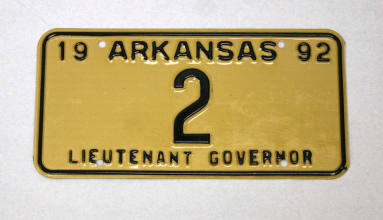 19 ARKANSAS 92
2
LIEUTENANT GOVERNOR